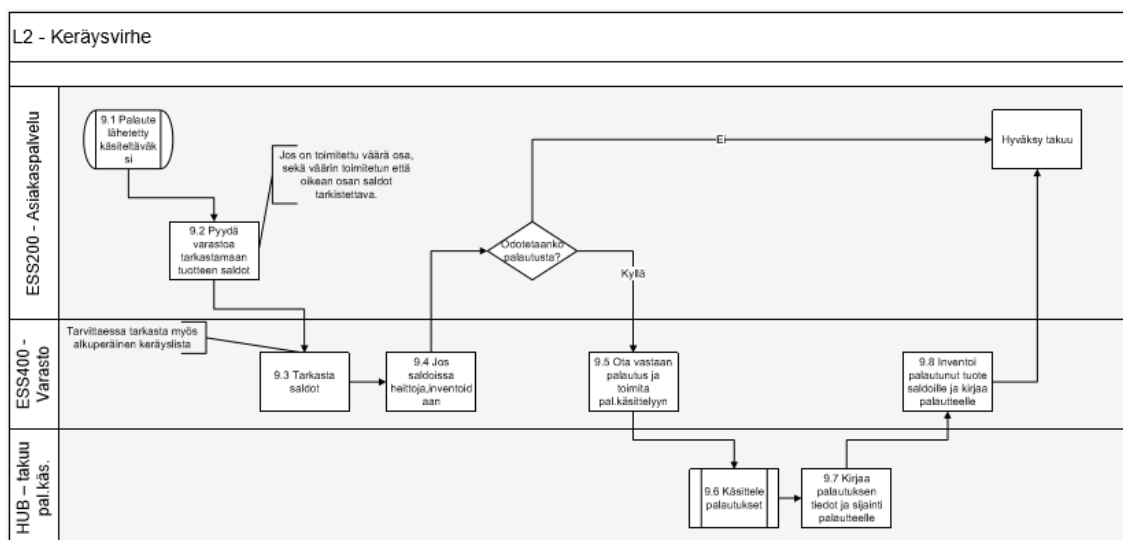 L2 - Keräysvirhe
ESS200 - Asiakaspalvelu
9.1 Palaute
lähetetty
käsiteltäväk
si
Jos on toimitettu väärä osa,
sekä väärin toimitetun että
oikean osan saldot
tarkistettava.
9.2 Pyydä
varastoa
tarkastamaan
tuotteen saldot
Odotetaanko
palautusta?
Ei
Kyllä
Hyväksy takuu
ESS400 -
Varasto
Tarvittaessa tarkasta myös
alkuperäinen keräyslista
9.3 Tarkasta
saldot
9.4 Jos
saldoissa
heittoja,inventoid
aan
9.5 Ota vastaan
palautus ja
toimita
pal.käsittelyyn
9.8 Inventoi
palautunut tuote
saldoille ja kirjaa
palautteelle
HUB – takuu
pal.käs.
9.6 Käsittele
palautukset
9.7 Kirjaa
palautuksen
tiedot ja sijainti
palautteelle